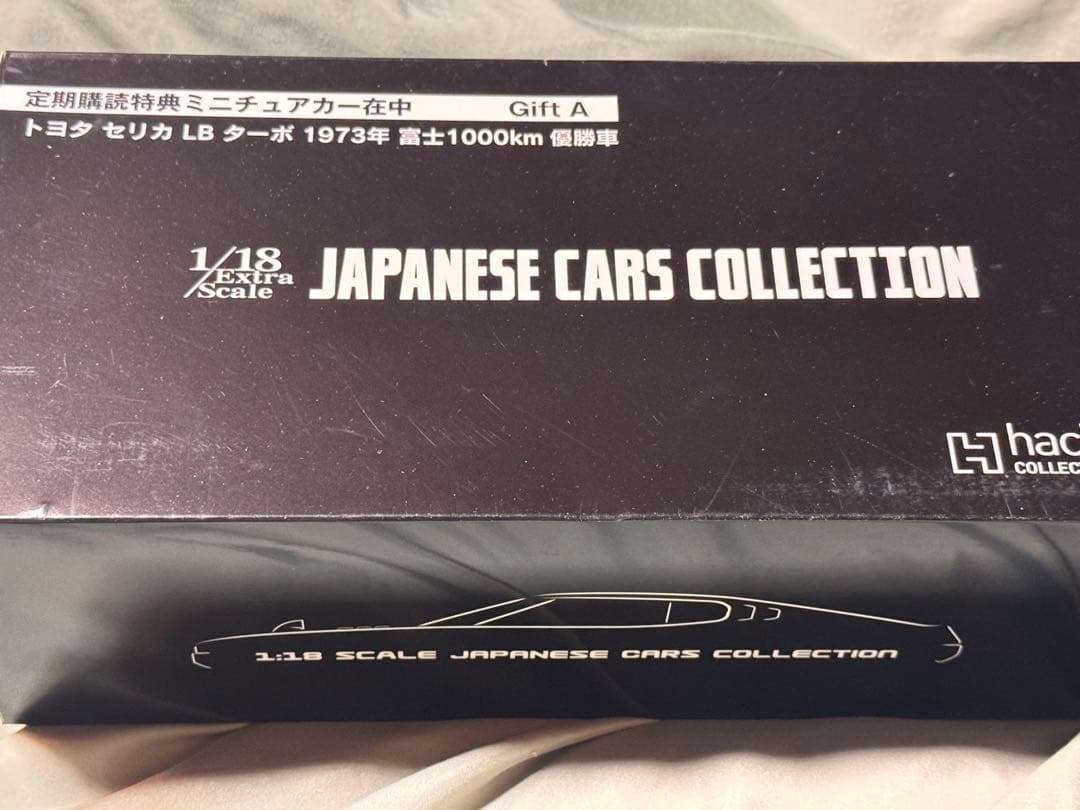 定期購読特典ミニチュアカー在中 Gift A
トヨタ セリカ LB ターボ 1973年 富士1000km 優勝車
1/18 Extra Scale JAPANESE CARS COLLECTION
hac
COLLEC
1:18 SCALE JAPANESE CARS COLLECTION